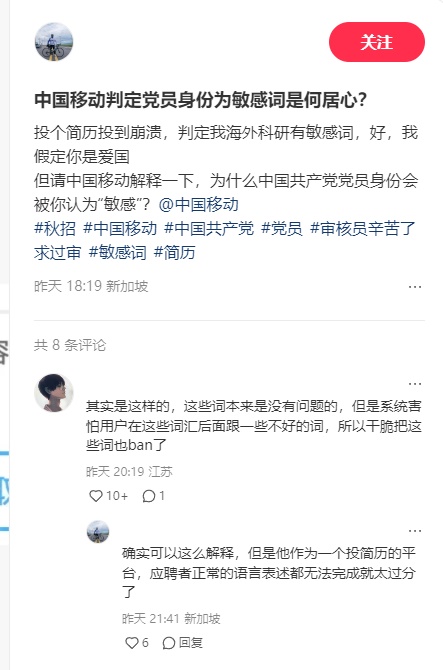 关注
中国移动判定党员身份为敏感词是何居心？
投个简历投到崩溃，判定我海外科研有敏感词，好，我
假定你是爱国
但请中国移动解释一下，为什么中国共产党党员身份会
被你认为“敏感”？@中国移动
#秋招 #中国移动 #中国共产党 #党员 #审核员辛苦了
求过审 #敏感词 #简历
昨天 18:19 新加坡
共 8 条评论
其实是这样的，这些词本来是没有问题的，但是系统害
怕用户在这些词汇后面跟一些不好的词，所以干脆把这
些词也ban了
昨天 20:19 江苏
10+ 1
确实可以这么解释，但是他作为一个投简历的平
台，应聘者正常的语言表述都无法完成就太过分
了
昨天 21:41 新加坡
6 回复